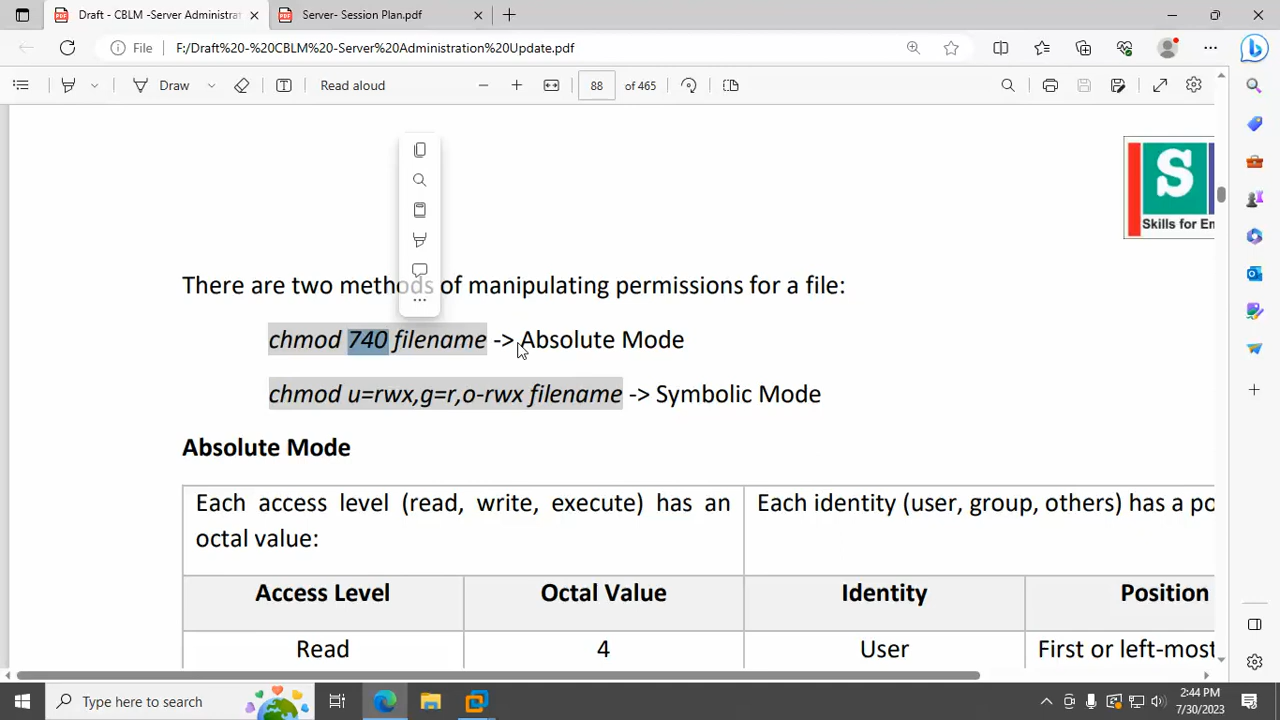 Draft - CBLM -Server Administra
Server- Session Plan.pdf
File
F:/Draft%20-%20CBLM%20-Server%20Administration%20Update.pdf
Draw
Read aloud
88
of 465
S
Skills for En
There are two methods of manipulating permissions for a file:
chmod 740 filename -> Absolute Mode
chmod u=rwx,g=r,o-rwx filename -> Symbolic Mode
Absolute Mode
Each access level (read, write, execute) has an
octal value:
Each identity (user, group, others) has a po
Access Level
Octal Value
Identity
Position
Read
4
User
First or left-most
Type here to search
2:44 PM
7/30/2023